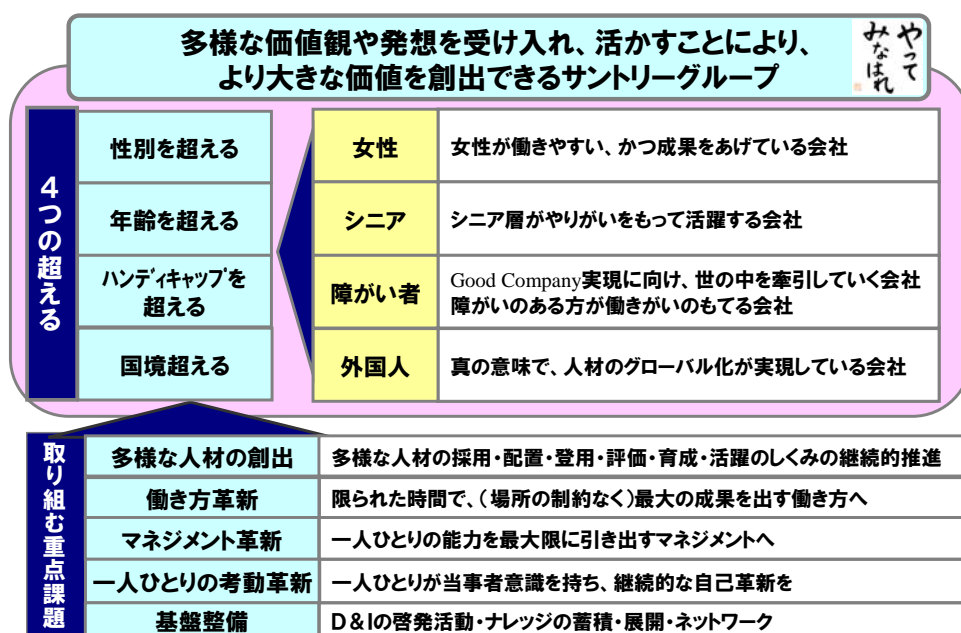 多様な価値観や発想を受け入れ、活かすことにより、
より大きな価値を創出できるサントリーグループ
やって
みなはれ
4つの超える
性別を超える
女性
女性が働きやすい、かつ成果をあげている会社
年齢を超える
シニア
シニア層がやりがいをもって活躍する会社
ハンディキャップを
超える
障がい者
Good Company実現に向け、世の中を牽引していく会社
障がいのある方が働きがいのもてる会社
国境超える
外国人
真の意味で、人材のグローバル化が実現している会社
取り組む重点課題
多様な人材の創出
多様な人材の採用・配置・登用・評価・育成・活躍のしくみの継続的推進
働き方革新
限られた時間で、（場所の制約なく）最大の成果を出す働き方へ
マネジメント革新
一人ひとりの能力を最大限に引き出すマネジメントへ
一人ひとりの考動革新
一人ひとりが当事者意識を持ち、継続的な自己革新を
基盤整備
D＆Iの啓発活動・ナレッジの蓄積・展開・ネットワーク